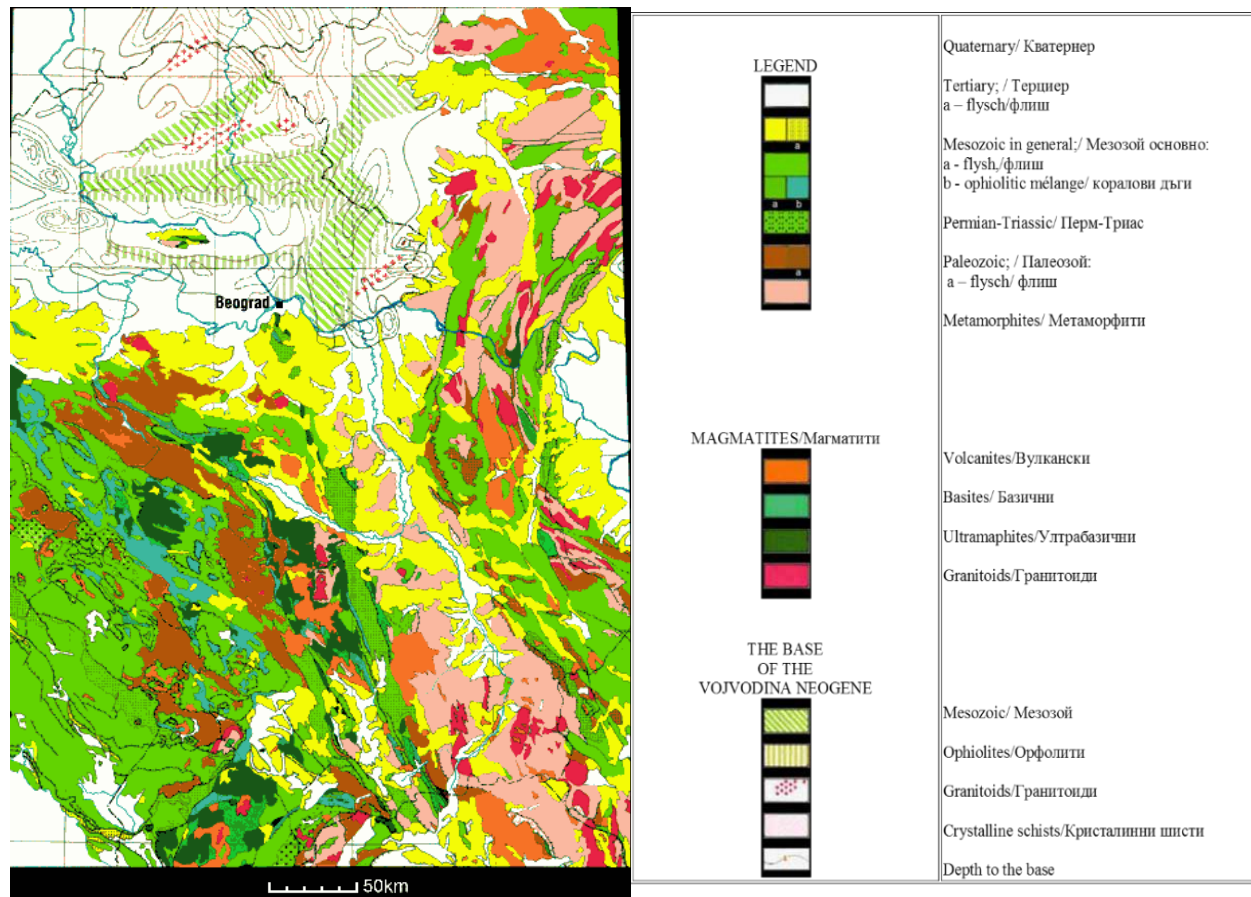 Beograd
50km
LEGEND
a
a b
a
MAGMATITES/Магматити
THE BASE
OF THE
VOJVODINA NEOGENE
Quaternary/ Кватернер
Tertiary; / Терциер
a – flysch/флиш
Mesozoic in general;/ Мезозой основно:
a - flysh,/флиш
b - ophiolitic mélange/ коралови дъги
Permian-Triassic/ Перм-Триас
Paleozoic; / Палеозой:
a – flysch/ флиш
Metamorphites/ Метаморфити
Volcanites/Вулкански
Basites/ Базични
Ultramaphites/Ултрабазични
Granitoids/Гранитоиди
Mesozoic/ Мезозой
Ophiolites/Орфолити
Granitoids/Гранитоиди
Crystalline schists/Кристалинни шисти
Depth to the base